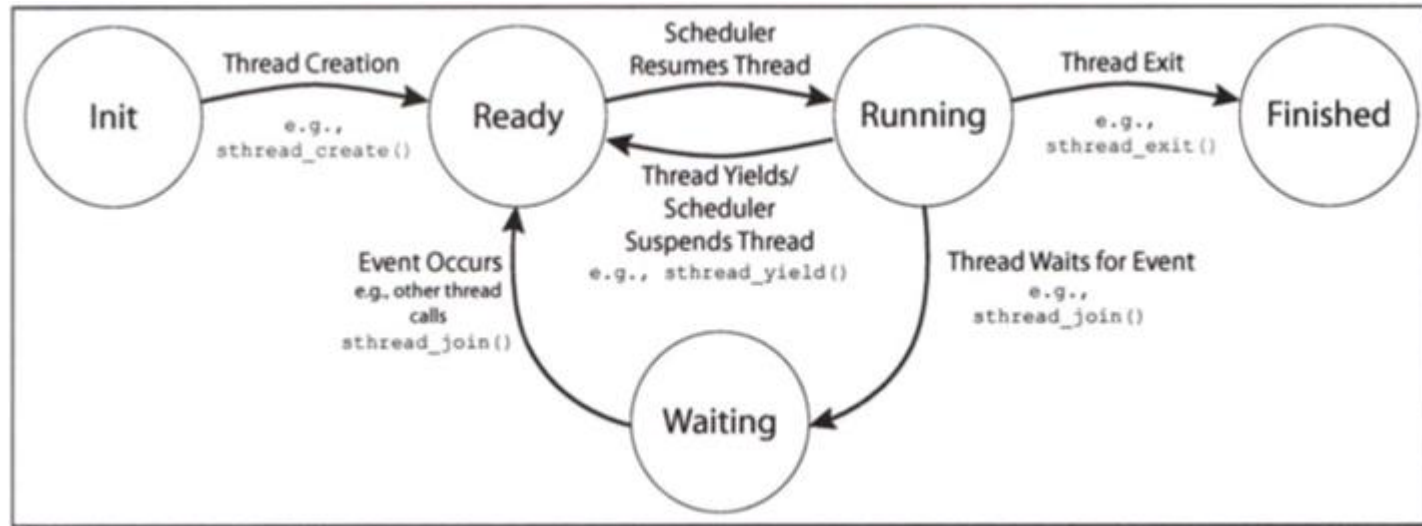 Init
Thread Creation
e.g.,
sthread_create()
Ready
Scheduler
Resumes Thread
Thread Yields/
Scheduler
Suspends Thread
e.g., sthread_yield()
Running
Thread Exit
e.g.,
sthread_exit()
Finished
Event Occurs
e.g., other thread
calls
sthread_join()
Thread Waits for Event
e.g.,
sthread_join()
Waiting